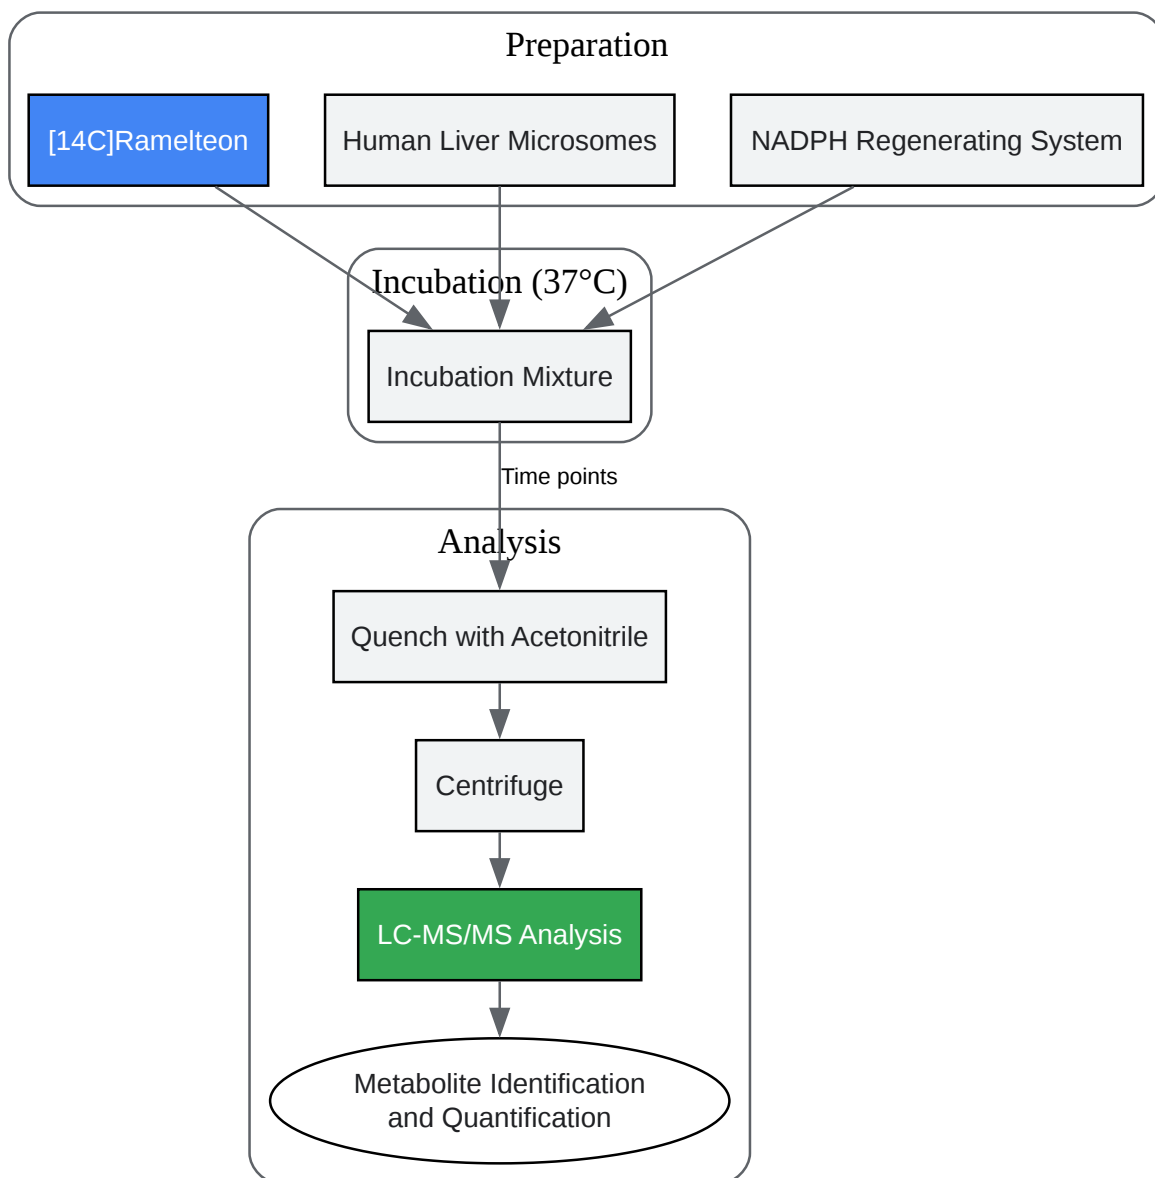 Preparation
[14C]Ramelteon
Human Liver Microsomes
NADPH Regenerating System
Incubation (37°C)
Incubation Mixture
Time points
Analysis
Quench with Acetonitrile
Centrifuge
LC-MS/MS Analysis
Metabolite Identification
and Quantification